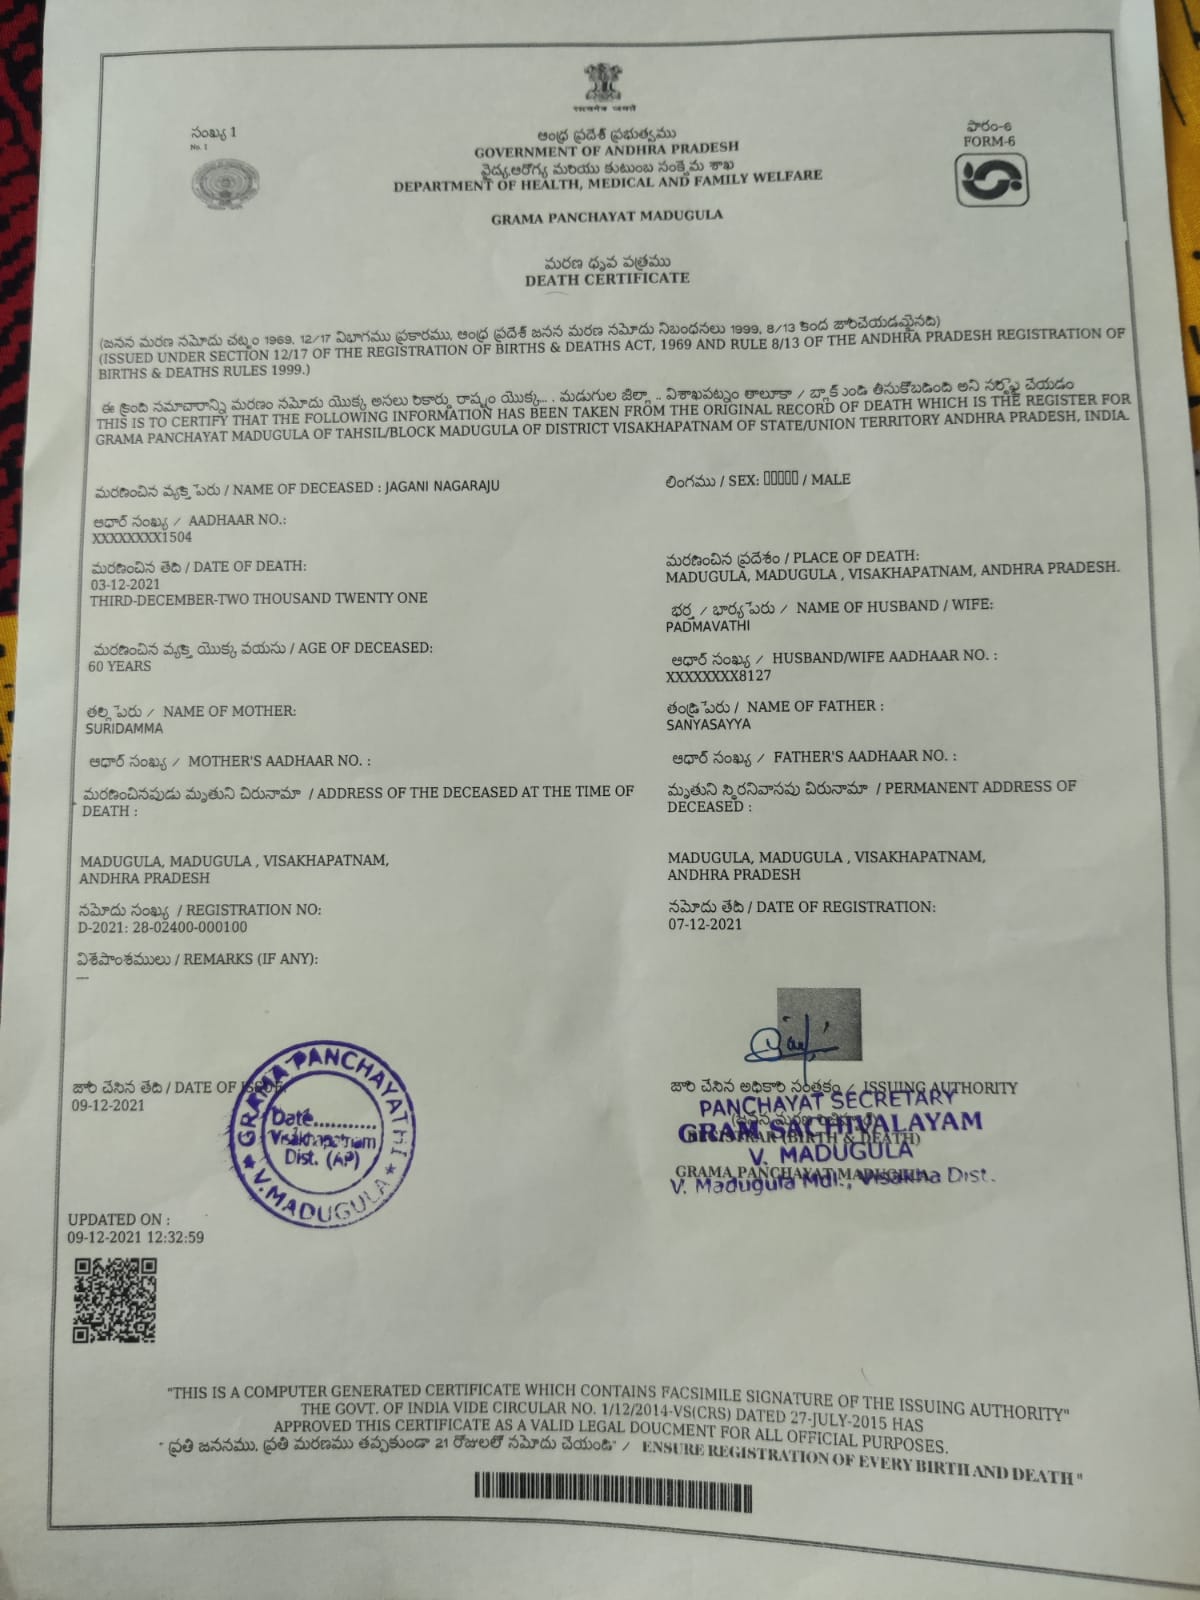 सत्यमेव जयते
సంఖ్య 1
No. 1
ఫారం-6
FORM-6
ఆంధ్ర ప్రదేశ్ ప్రభుత్వము
GOVERNMENT OF ANDHRA PRADESH
వైద్య,ఆరోగ్య మరియు కుటుంబ సంక్షేమ శాఖ
DEPARTMENT OF HEALTH, MEDICAL AND FAMILY WELFARE
GRAMA PANCHAYAT MADUGULA
మరణ ధృవ పత్రము
DEATH CERTIFICATE
(జనన మరణ నమోదు చట్టం 1969, 12/17 విభాగము ప్రకారము, ఆంధ్ర ప్రదేశ్ జనన మరణ నమోదు నిబంధనలు 1999, 8/13 కింద జారిచేయడమైనది)
(ISSUED UNDER SECTION 12/17 OF THE REGISTRATION OF BIRTHS & DEATHS ACT, 1969 AND RULE 8/13 OF THE ANDHRA PRADESH REGISTRATION OF
BIRTHS & DEATHS RULES 1999.)
ఈ క్రింది సమాచారాన్ని మరణం నమోదు యొక్క అసలు రికార్డు రాష్ట్రం యొక్క... . మడుగుల జిల్లా .. విశాఖపట్నం తాలూకా / బ్లాక్ నుండి తీసుకోబడింది అని సర్టిఫై చేయడం
THIS IS TO CERTIFY THAT THE FOLLOWING INFORMATION HAS BEEN TAKEN FROM THE ORIGINAL RECORD OF DEATH WHICH IS THE REGISTER FOR
GRAMA PANCHAYAT MADUGULA OF TAHSIL/BLOCK MADUGULA OF DISTRICT VISAKHAPATNAM OF STATE/UNION TERRITORY ANDHRA PRADESH, INDIA.
మరణించిన వ్యక్తి పేరు / NAME OF DECEASED : JAGANI NAGARAJU
లింగము / SEX: / MALE
ఆధార్ సంఖ్య / AADHAAR NO.:
XXXXXXXX1504
మరణించిన తేది / DATE OF DEATH:
03-12-2021
THIRD-DECEMBER-TWO THOUSAND TWENTY ONE
మరణించిన ప్రదేశం / PLACE OF DEATH:
MADUGULA, MADUGULA , VISAKHAPATNAM, ANDHRA PRADESH.
భర్త / భార్య పేరు / NAME OF HUSBAND / WIFE:
PADMAVATHI
మరణించిన వ్యక్తి యొక్క వయసు / AGE OF DECEASED:
60 YEARS
ఆధార్ సంఖ్య / HUSBAND/WIFE AADHAAR NO. :
XXXXXXXX8127
తల్లి పేరు / NAME OF MOTHER:
SURIDAMMA
తండ్రి పేరు / NAME OF FATHER :
SANYASAYYA
ఆధార్ సంఖ్య / MOTHER'S AADHAAR NO. :
ఆధార్ సంఖ్య / FATHER'S AADHAAR NO. :
మరణించినపుడు మృతుని చిరునామా / ADDRESS OF THE DECEASED AT THE TIME OF
DEATH :
మృతుని స్థిరనివాసపు చిరునామా / PERMANENT ADDRESS OF
DECEASED :
MADUGULA, MADUGULA , VISAKHAPATNAM,
ANDHRA PRADESH
MADUGULA, MADUGULA , VISAKHAPATNAM,
ANDHRA PRADESH
నమోదు సంఖ్య / REGISTRATION NO:
D-2021: 28-02400-000100
నమోదు తేది / DATE OF REGISTRATION:
07-12-2021
విశేషాంశములు / REMARKS (IF ANY):
---
జారి చేసిన తేది / DATE OF ISSUE:
09-12-2021
GRAMA PANCHAYATHI
Date............
Visakhapatnam
Dist. (AP)
★ V.MADUGULA ★
జారి చేసిన అధికారి సంతకం / ISSUING AUTHORITY
PANCHAYAT SECRETARY
GRAM SACHIVALAYAM
REGISTRAR (BIRTH & DEATH)
V. MADUGULA
GRAMA PANCHAYAT MADUGULA
V. Madugula Mdl., Visakha Dist.
UPDATED ON :
09-12-2021 12:32:59
"THIS IS A COMPUTER GENERATED CERTIFICATE WHICH CONTAINS FACSIMILE SIGNATURE OF THE ISSUING AUTHORITY"
THE GOVT. OF INDIA VIDE CIRCULAR NO. 1/12/2014-VS(CRS) DATED 27-JULY-2015 HAS
APPROVED THIS CERTIFICATE AS A VALID LEGAL DOUCMENT FOR ALL OFFICIAL PURPOSES.
" ప్రతి జననము, ప్రతి మరణము తప్పకుండా 21 రోజులలో నమోదు చేయండి" / ENSURE REGISTRATION OF EVERY BIRTH AND DEATH "